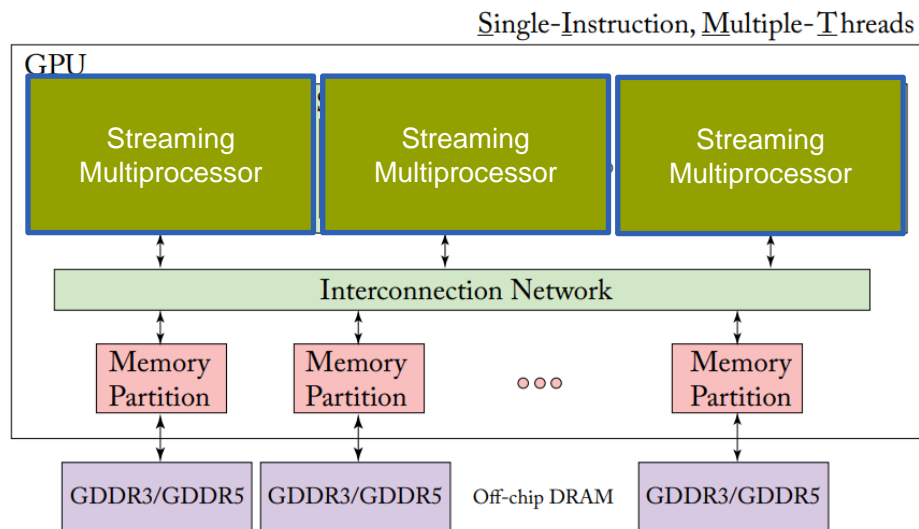 Single-Instruction, Multiple-Threads
GPU
Streaming
Multiprocessor
Streaming
Multiprocessor
Streaming
Multiprocessor
Interconnection Network
Memory
Partition
Memory
Partition
Memory
Partition
GDDR3/GDDR5
GDDR3/GDDR5
Off-chip DRAM
GDDR3/GDDR5